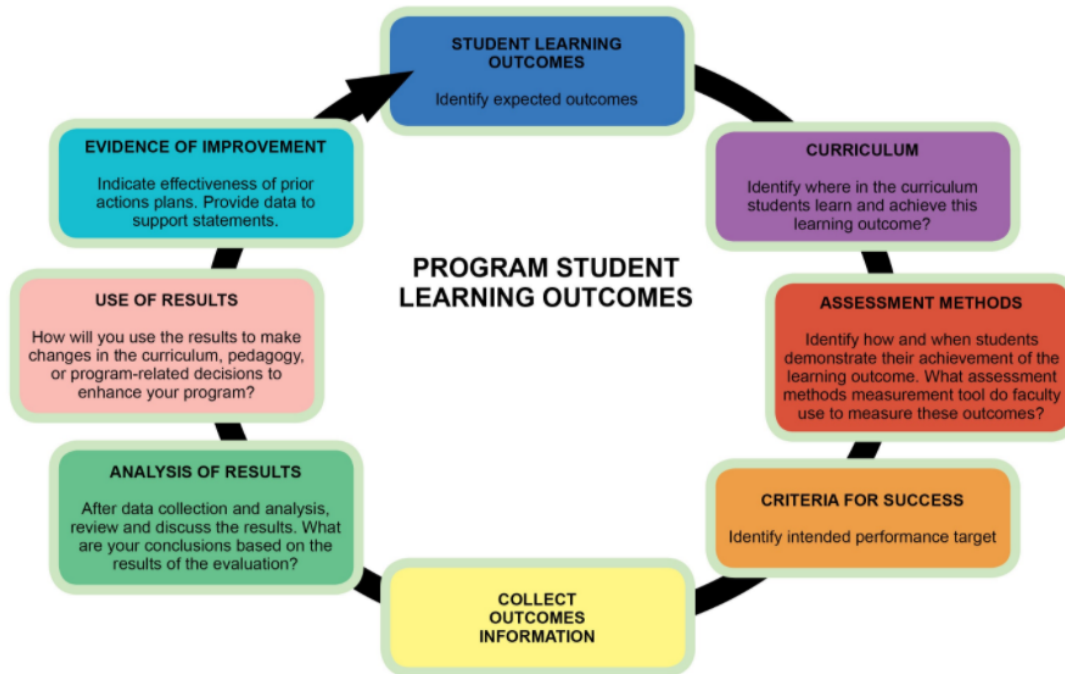 STUDENT LEARNING
OUTCOMES
Identify expected outcomes
CURRICULUM
Identify where in the curriculum
students learn and achieve this
learning outcome?
ASSESSMENT METHODS
Identify how and when students
demonstrate their achievement of the
learning outcome. What assessment
methods measurement tool do faculty
use to measure these outcomes?
CRITERIA FOR SUCCESS
Identify intended performance target
COLLECT
OUTCOMES
INFORMATION
ANALYSIS OF RESULTS
After data collection and analysis,
review and discuss the results. What
are your conclusions based on the
results of the evaluation?
USE OF RESULTS
How will you use the results to make
changes in the curriculum, pedagogy,
or program-related decisions to
enhance your program?
EVIDENCE OF IMPROVEMENT
Indicate effectiveness of prior
actions plans. Provide data to
support statements.
PROGRAM STUDENT
LEARNING OUTCOMES